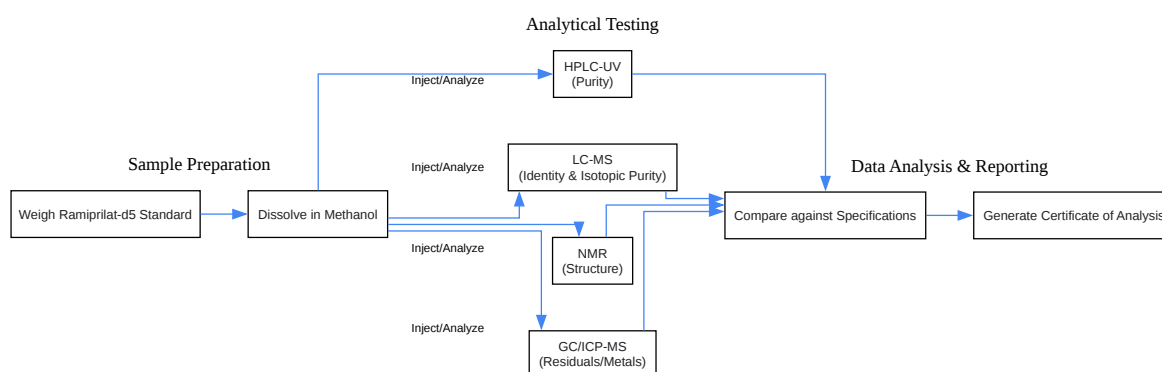 Analytical Testing
HPLC-UV
(Purity)
Inject/Analyze
Sample Preparation
Inject/Analyze
LC-MS
(Identity & Isotopic Purity)
Data Analysis & Reporting
Weigh Ramiprilat-d5 Standard
Dissolve in Methanol
Compare against Specifications
Generate Certificate of Analysis
Inject/Analyze
NMR
(Structure)
Inject/Analyze
GC/ICP-MS
(Residuals/Metals)